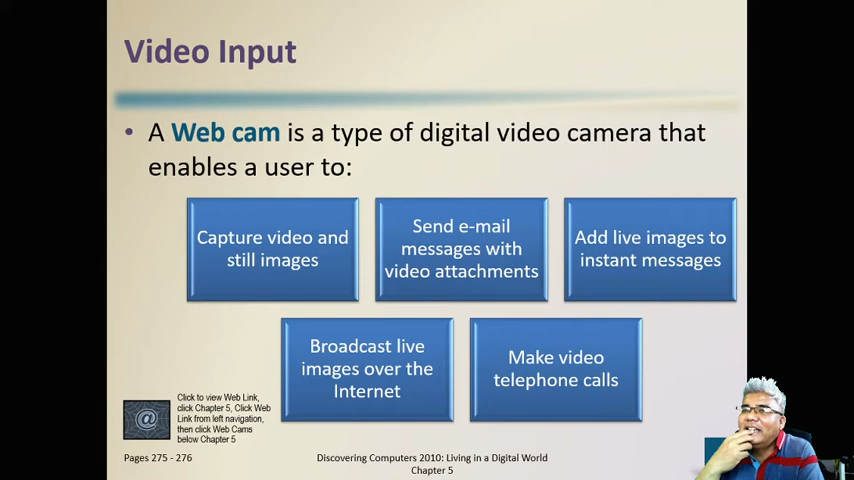 Video Input
• A Web cam is a type of digital video camera that
enables a user to:
Capture video and
still images
Send e-mail
messages with
video attachments
Add live images to
instant messages
Broadcast live
images over the
Internet
Make video
telephone calls
Click to view Web Link,
click Chapter 5, Click Web
Link from left navigation,
then click Web Cams
below Chapter 5
Pages 275 - 276
Discovering Computers 2010: Living in a Digital World
Chapter 5